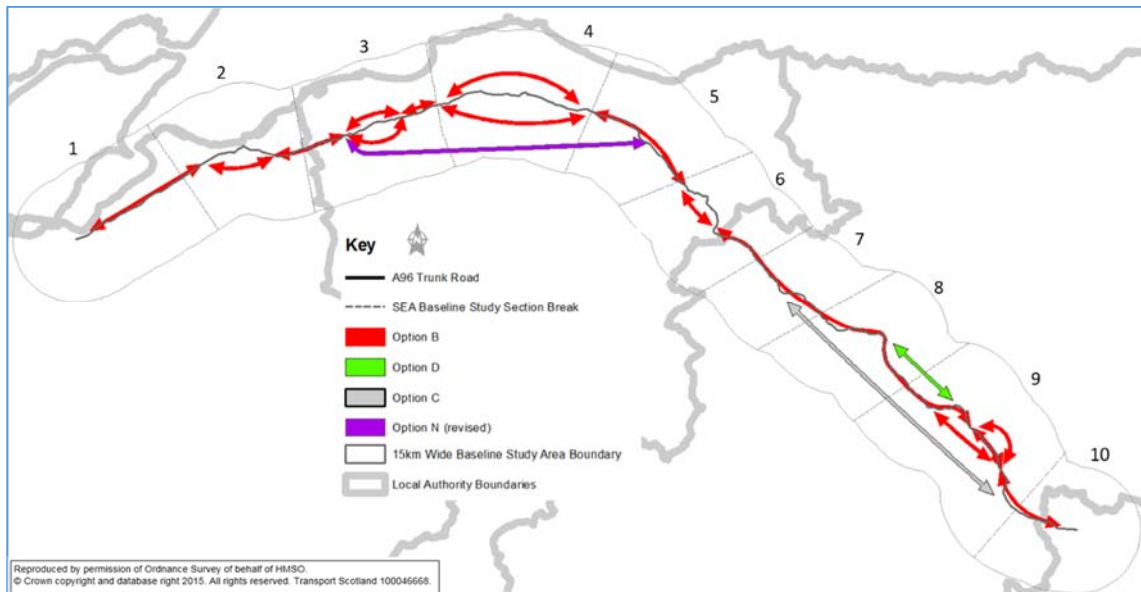 1
2
3
4
5
6
7
8
9
10
Key
N
A96 Trunk Road
SEA Baseline Study Section Break
Option B
Option D
Option C
Option N (revised)
15km Wide Baseline Study Area Boundary
Local Authority Boundaries
Reproduced by permission of Ordnance Survey of behalf of HMSO.
© Crown copyright and database right 2015. All rights reserved. Transport Scotland 100046668.